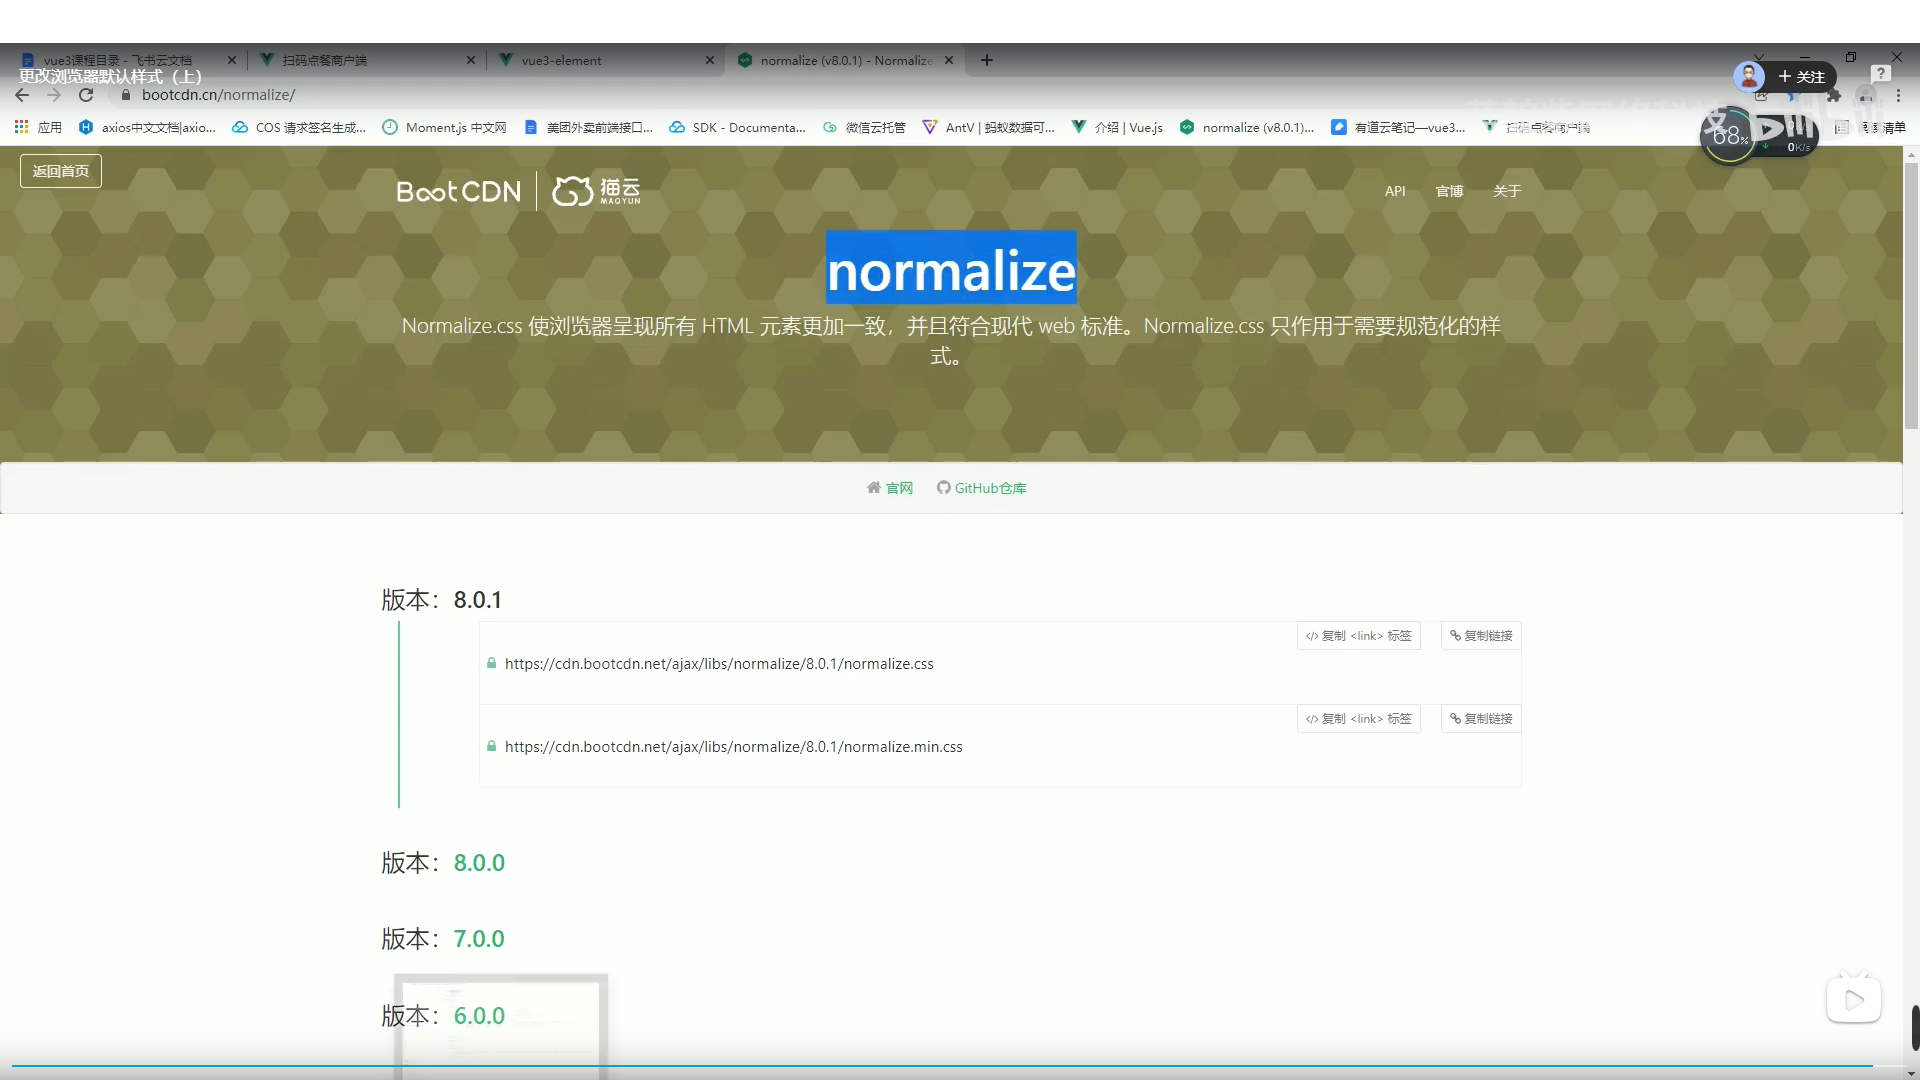 vue3课程目录 - 飞书云文档
扫码点餐商户端
vue3-element
normalize (v8.0.1) - Normalize
更改浏览器默认样式（上）
+ 关注
?
bootcdn.cn/normalize/
应用
axios中文文档|axio...
COS 请求签名生成...
Moment.js 中文网
美团外卖前端接口...
SDK - Documenta...
微信云托管
AntV | 蚂蚁数据可...
介绍 | Vue.js
normalize (v8.0.1)...
有道云笔记—vue3...
扫码点餐商户端
68%
0K/s
返回首页
BootCDN
猫云
MAOYUN
API
官博
关于
normalize
Normalize.css 使浏览器呈现所有 HTML 元素更加一致，并且符合现代 web 标准。Normalize.css 只作用于需要规范化的样
式。
官网
GitHub仓库
版本：8.0.1
</> 复制 <link> 标签
复制链接
https://cdn.bootcdn.net/ajax/libs/normalize/8.0.1/normalize.css
</> 复制 <link> 标签
复制链接
https://cdn.bootcdn.net/ajax/libs/normalize/8.0.1/normalize.min.css
版本：8.0.0
版本：7.0.0
版本：6.0.0